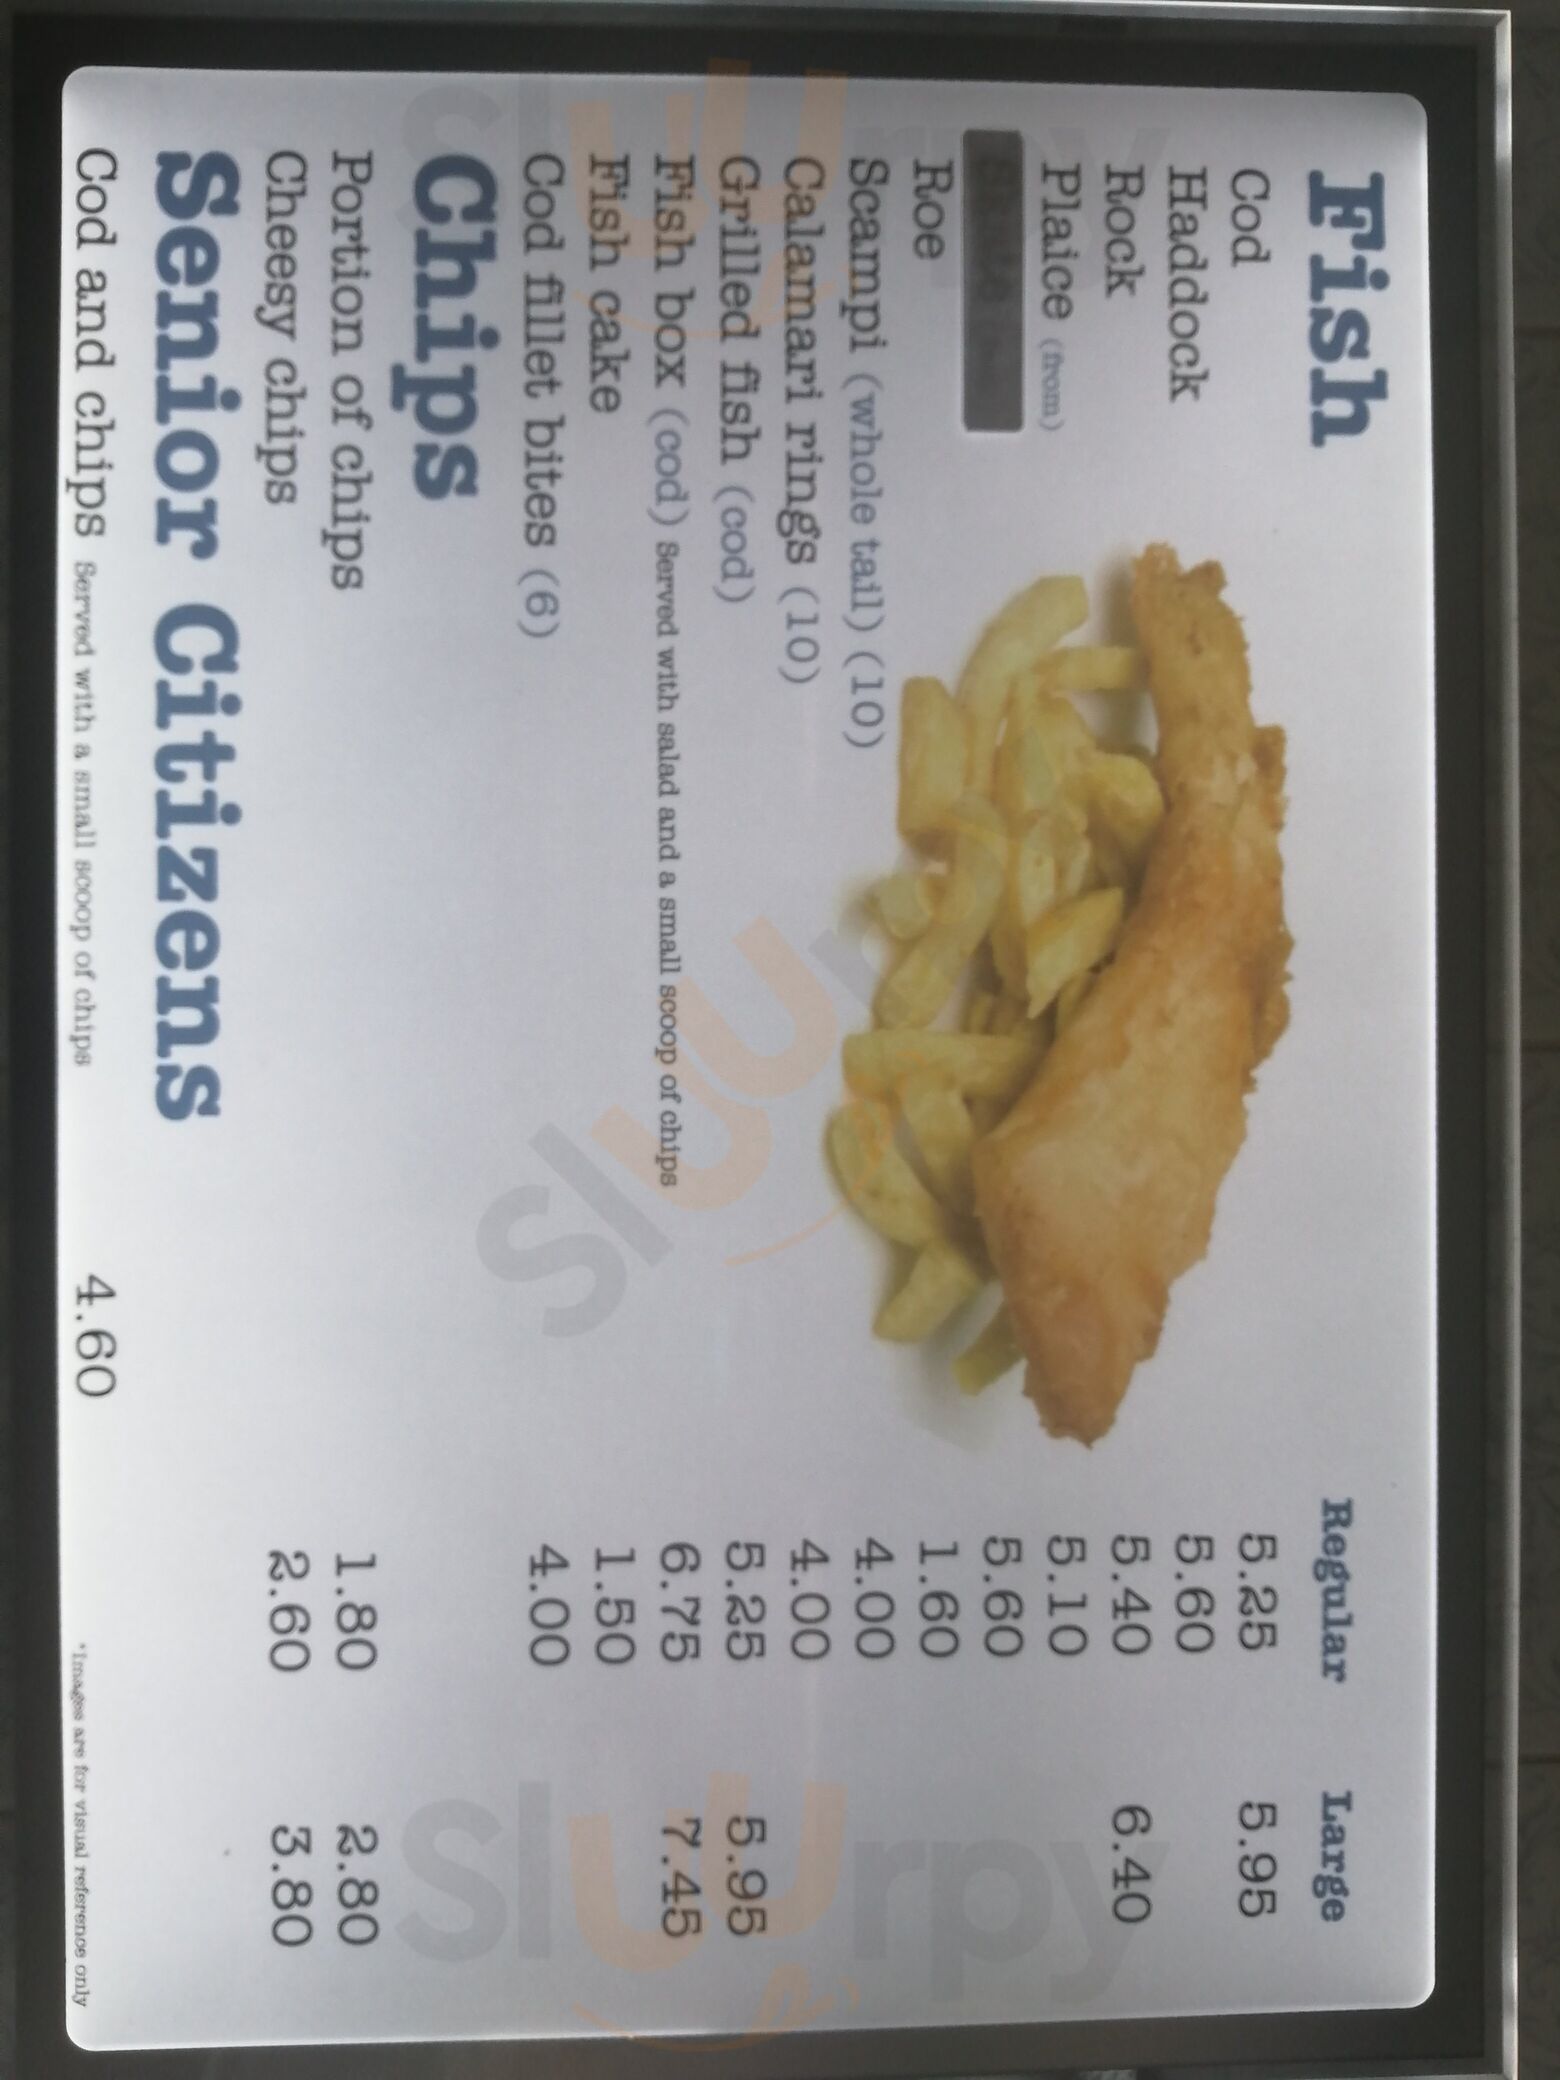 Fish
Regular Large
Cod 5.25 5.95
Haddock 5.60
Rock 5.40 6.40
Plaice (from) 5.10
5.60
Roe 1.60
Scampi (whole tail) (10) 4.00
Calamari rings (10) 4.00
Grilled fish (cod) 5.25 5.95
Fish box (cod) Served with salad and a small scoop of chips 6.75 7.45
Fish cake 1.50
Cod fillet bites (6) 4.00
Chips
Portion of chips 1.80 2.80
Cheesy chips 2.60 3.80
Senior Citizens
Cod and chips Served with a small scoop of chips 4.60
*Images are for visual reference only
Sluurpy
Sluurpy
Sluurpy